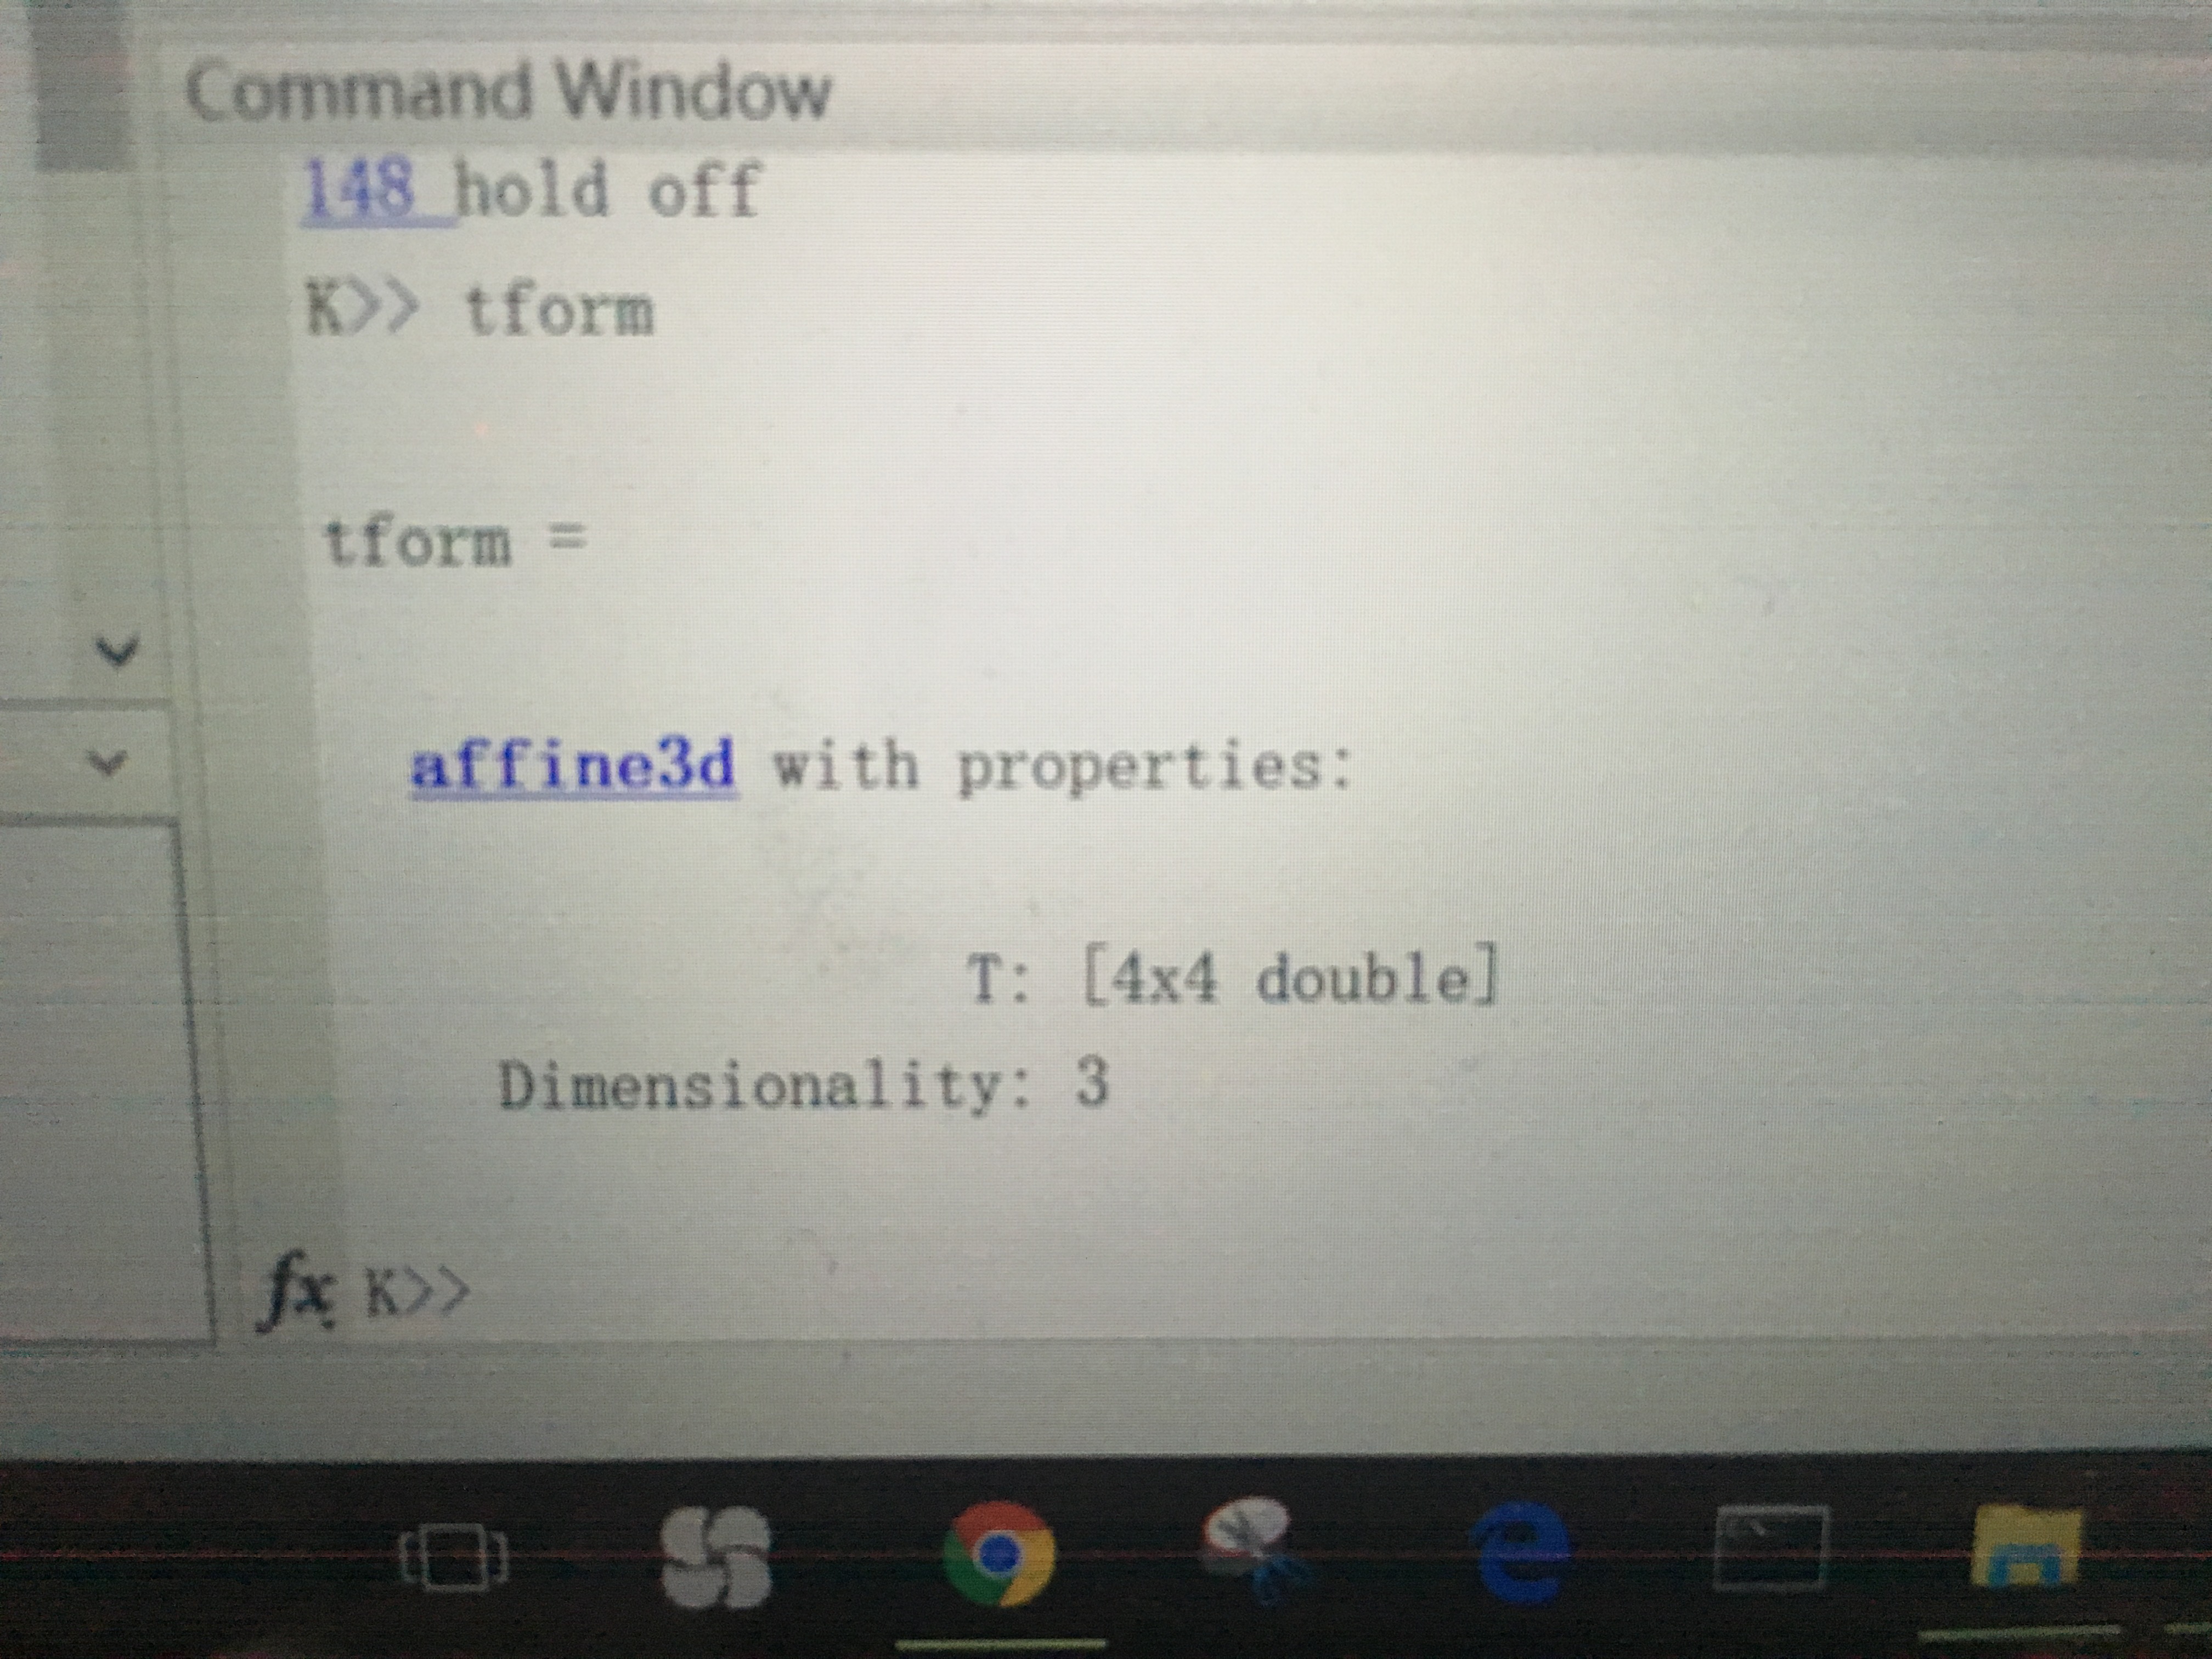 Command Window
148 hold off
K>> tform
tform =
affine3d with properties:
T: [4x4 double]
Dimensionality: 3
fx K>>